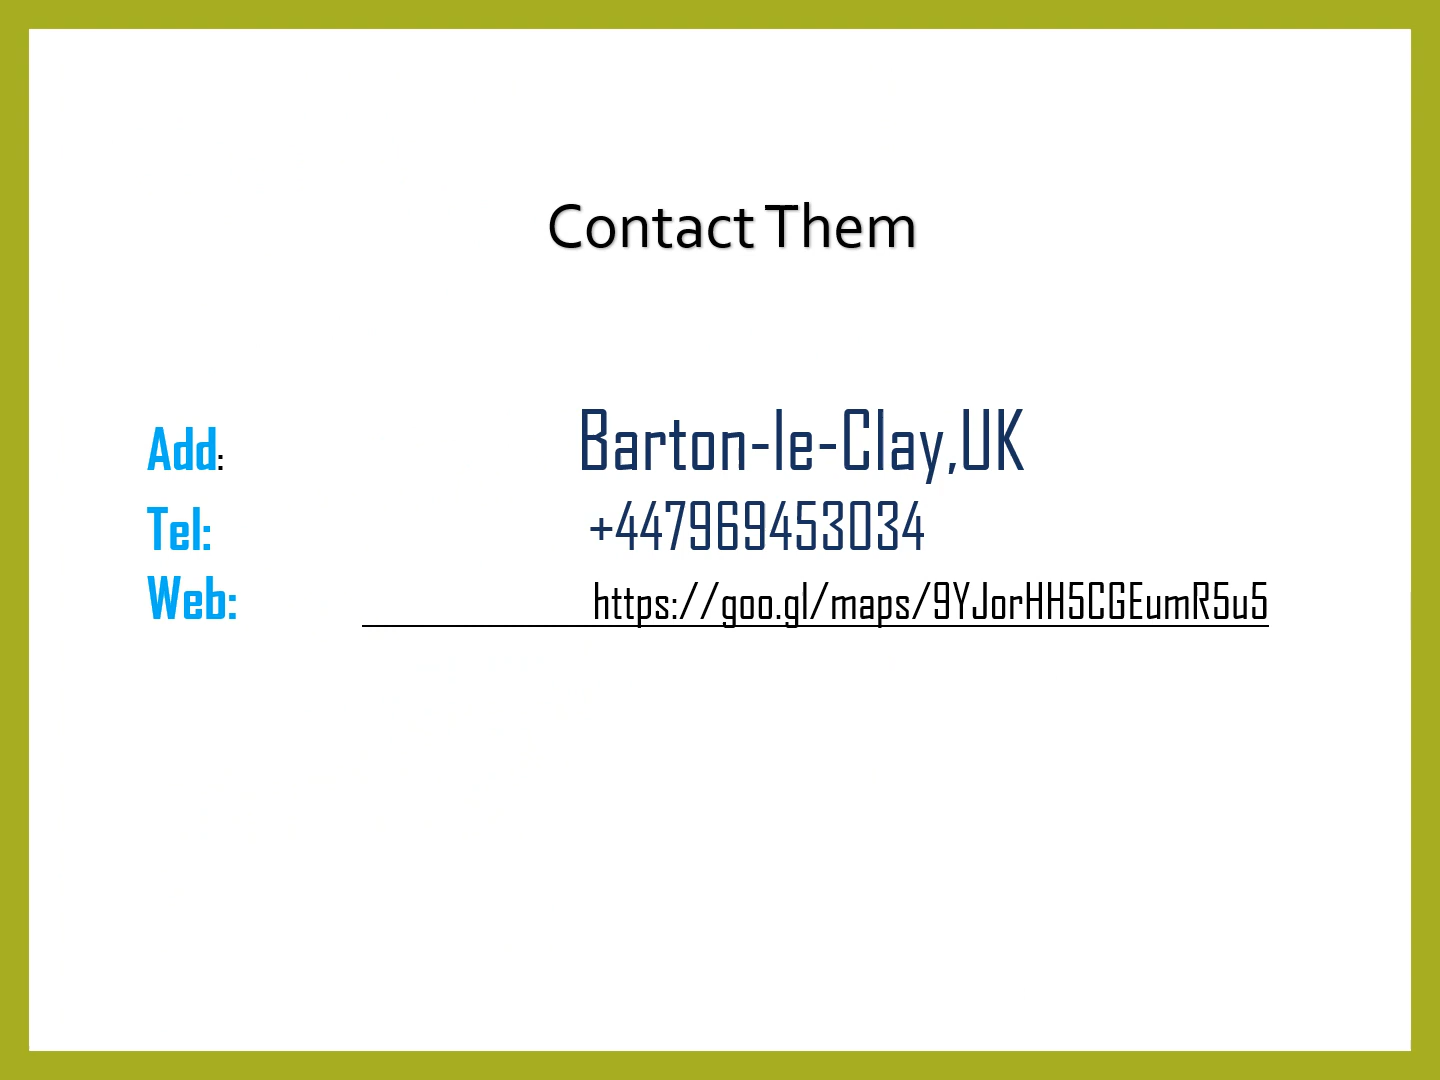 Contact Them
Add: Barton-le-Clay,UK
Tel: +447969453034
Web: https://goo.gl/maps/9YJorHH5CGEumR5u5